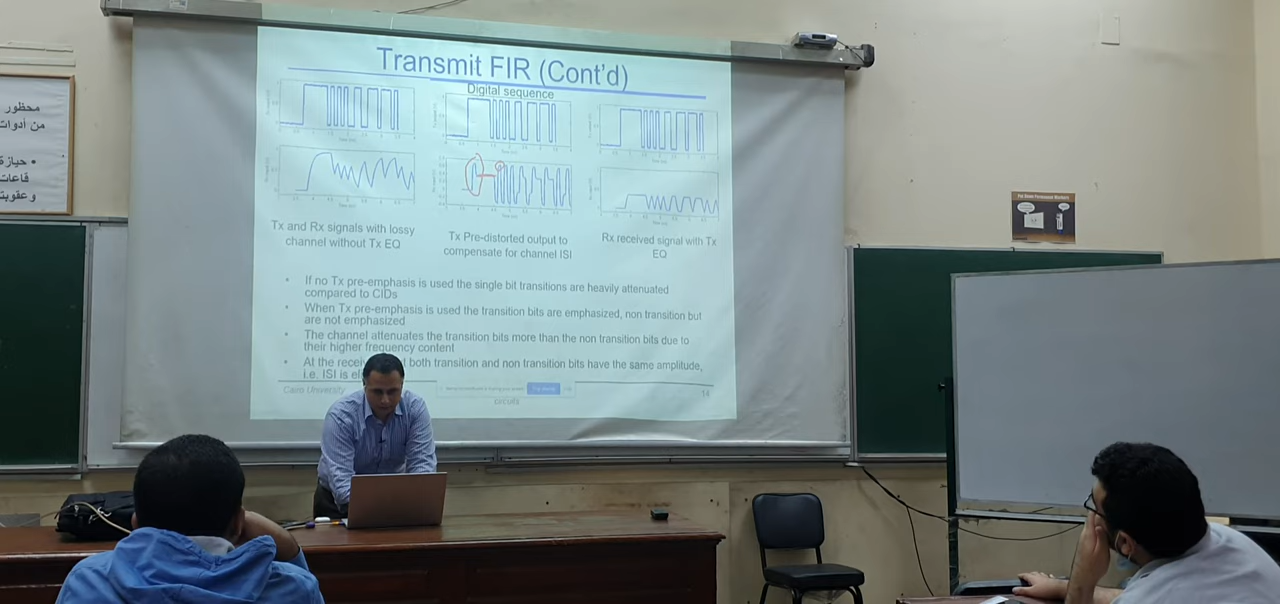 Transmit FIR (Cont'd)
Digital sequence
Tx and Rx signals with lossy
channel without Tx EQ
Tx Pre-distorted output to
compensate for channel ISI
Rx received signal with Tx
EQ
• If no Tx pre-emphasis is used the single bit transitions are heavily attenuated
compared to CIDs
• When Tx pre-emphasis is used the transition bits are emphasized, non transition but
are not emphasized
• The channel attenuates the transition bits more than the non transition bits due to
their higher frequency content
• At the both transition and non transition bits have the same amplitude,
i.e. ISI is
Cairo University
circuits
14
محظور
من أدوات
• حيازة
قاعات